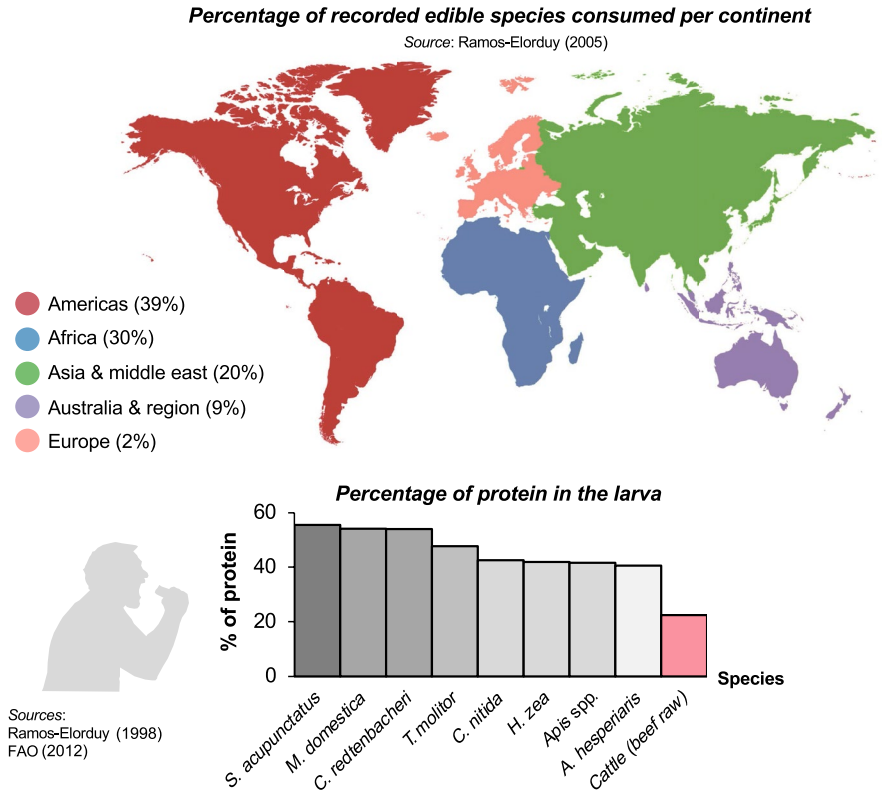 Percentage of recorded edible species consumed per continent
Source: Ramos-Elorduy (2005)
Americas (39%)
Africa (30%)
Asia & middle east (20%)
Australia & region (9%)
Europe (2%)
Percentage of protein in the larva
% of protein
60
40
20
0
Species
S. acupunctatus
M. domestica
C. redtenbacheri
T. molitor
C. nitida
H. zea
Apis spp.
A. hesperiaris
Cattle (beef raw)
Sources:
Ramos-Elorduy (1998)
FAO (2012)